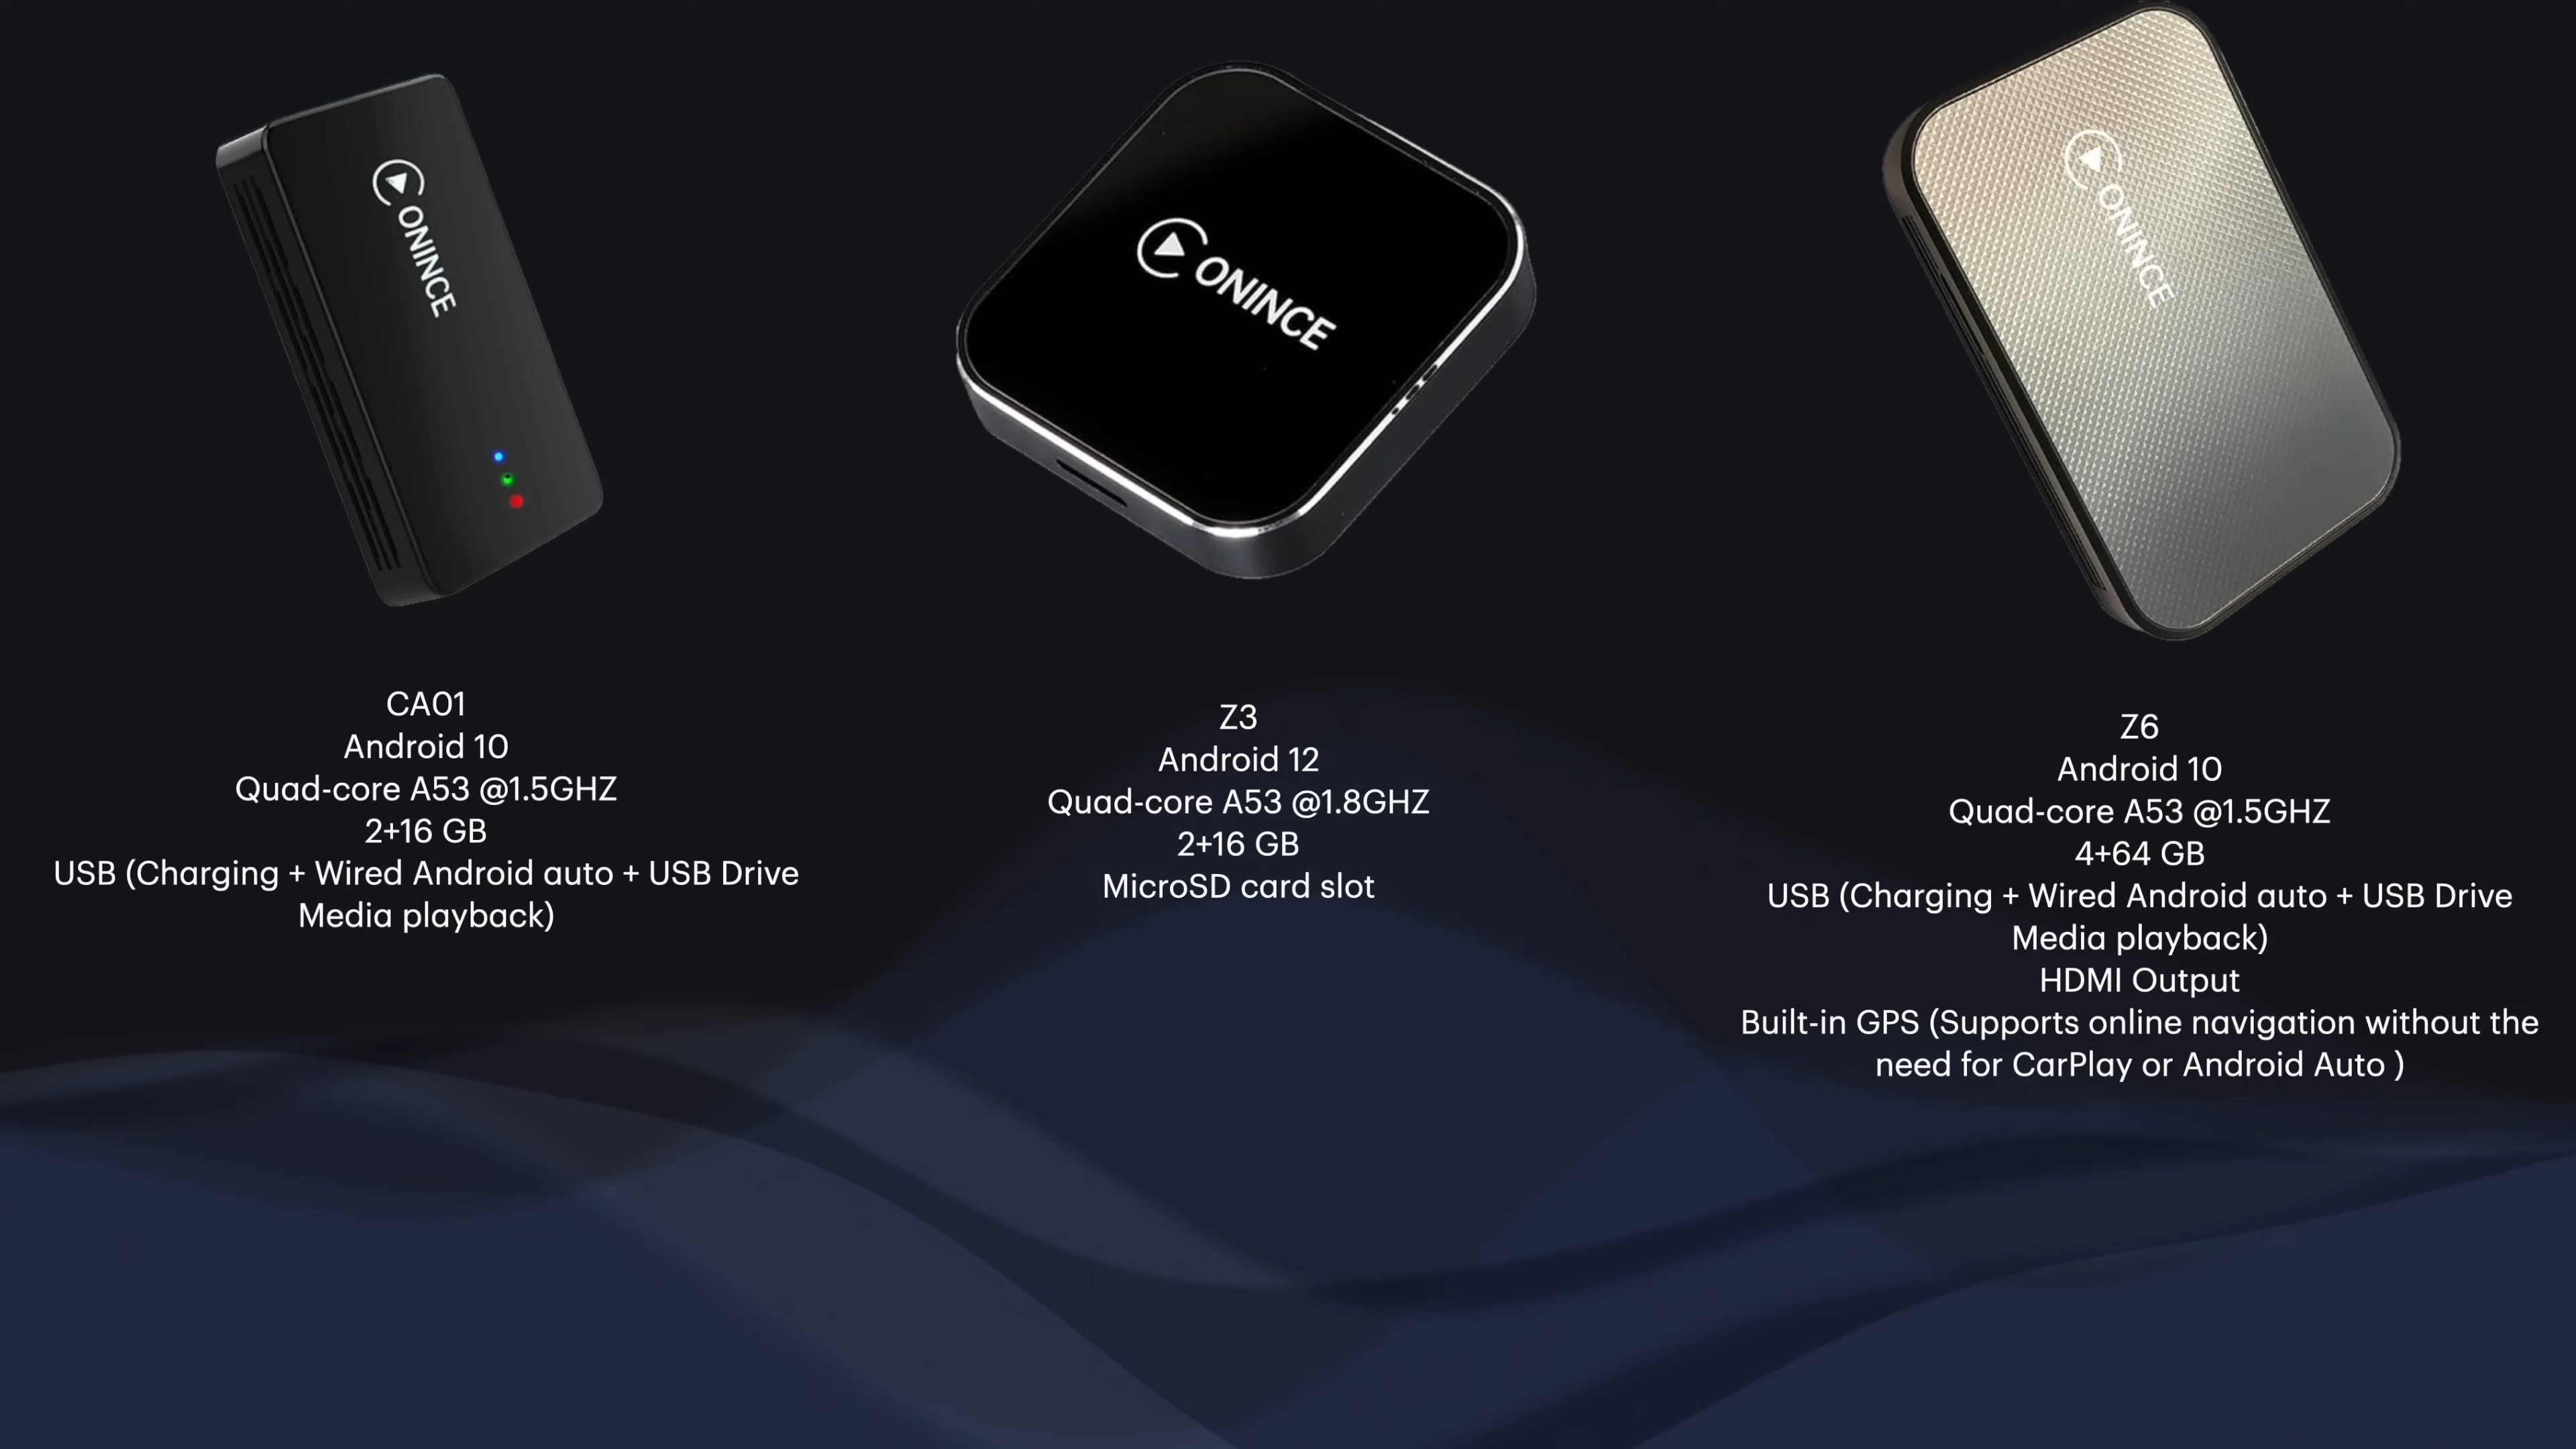 ONINCE
ONINCE
ONINCE
CA01
Android 10
Quad-core A53 @1.5GHZ
2+16 GB
USB (Charging + Wired Android auto + USB Drive
Media playback)
Z3
Android 12
Quad-core A53 @1.8GHZ
2+16 GB
MicroSD card slot
Z6
Android 10
Quad-core A53 @1.5GHZ
4+64 GB
USB (Charging + Wired Android auto + USB Drive
Media playback)
HDMI Output
Built-in GPS (Supports online navigation without the
need for CarPlay or Android Auto )